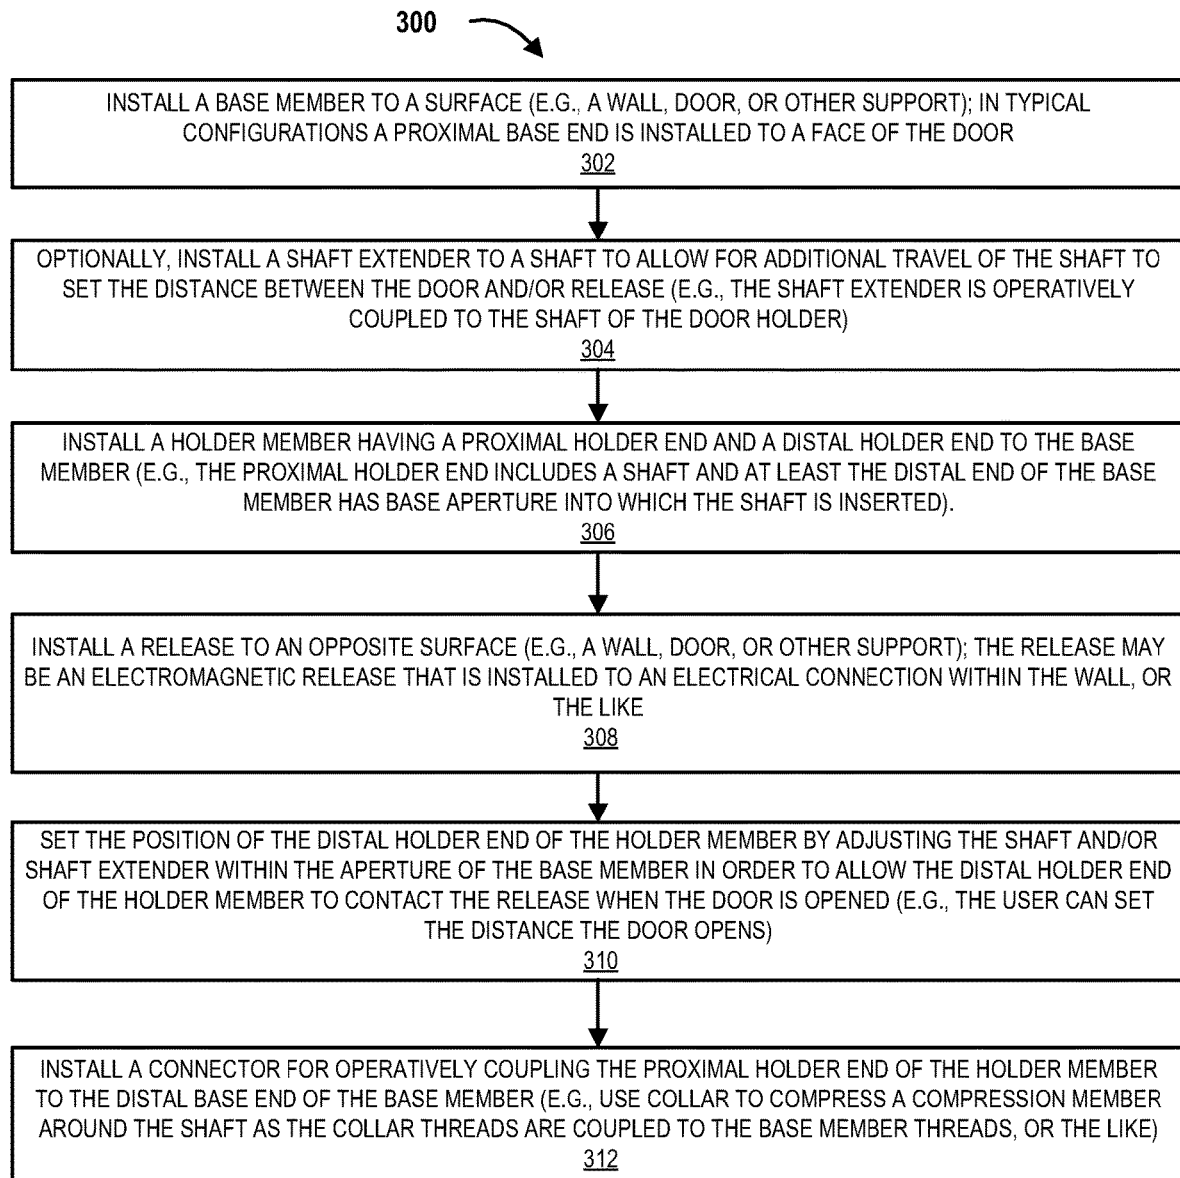 300
INSTALL A BASE MEMBER TO A SURFACE (E.G., A WALL, DOOR, OR OTHER SUPPORT); IN TYPICAL
CONFIGURATIONS A PROXIMAL BASE END IS INSTALLED TO A FACE OF THE DOOR
302
OPTIONALLY, INSTALL A SHAFT EXTENDER TO A SHAFT TO ALLOW FOR ADDITIONAL TRAVEL OF THE SHAFT TO
SET THE DISTANCE BETWEEN THE DOOR AND/OR RELEASE (E.G., THE SHAFT EXTENDER IS OPERATIVELY
COUPLED TO THE SHAFT OF THE DOOR HOLDER)
304
INSTALL A HOLDER MEMBER HAVING A PROXIMAL HOLDER END AND A DISTAL HOLDER END TO THE BASE
MEMBER (E.G., THE PROXIMAL HOLDER END INCLUDES A SHAFT AND AT LEAST THE DISTAL END OF THE BASE
MEMBER HAS BASE APERTURE INTO WHICH THE SHAFT IS INSERTED).
306
INSTALL A RELEASE TO AN OPPOSITE SURFACE (E.G., A WALL, DOOR, OR OTHER SUPPORT); THE RELEASE MAY
BE AN ELECTROMAGNETIC RELEASE THAT IS INSTALLED TO AN ELECTRICAL CONNECTION WITHIN THE WALL, OR
THE LIKE
308
SET THE POSITION OF THE DISTAL HOLDER END OF THE HOLDER MEMBER BY ADJUSTING THE SHAFT AND/OR
SHAFT EXTENDER WITHIN THE APERTURE OF THE BASE MEMBER IN ORDER TO ALLOW THE DISTAL HOLDER END
OF THE HOLDER MEMBER TO CONTACT THE RELEASE WHEN THE DOOR IS OPENED (E.G., THE USER CAN SET
THE DISTANCE THE DOOR OPENS)
310
INSTALL A CONNECTOR FOR OPERATIVELY COUPLING THE PROXIMAL HOLDER END OF THE HOLDER MEMBER
TO THE DISTAL BASE END OF THE BASE MEMBER (E.G., USE COLLAR TO COMPRESS A COMPRESSION MEMBER
AROUND THE SHAFT AS THE COLLAR THREADS ARE COUPLED TO THE BASE MEMBER THREADS, OR THE LIKE)
312